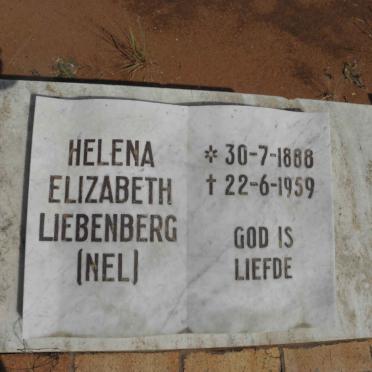 HELENA
ELIZABETH
LIEBENBERG
(NEL)
* 30-7-1888
† 22-6-1959
GOD IS
LIEFDE